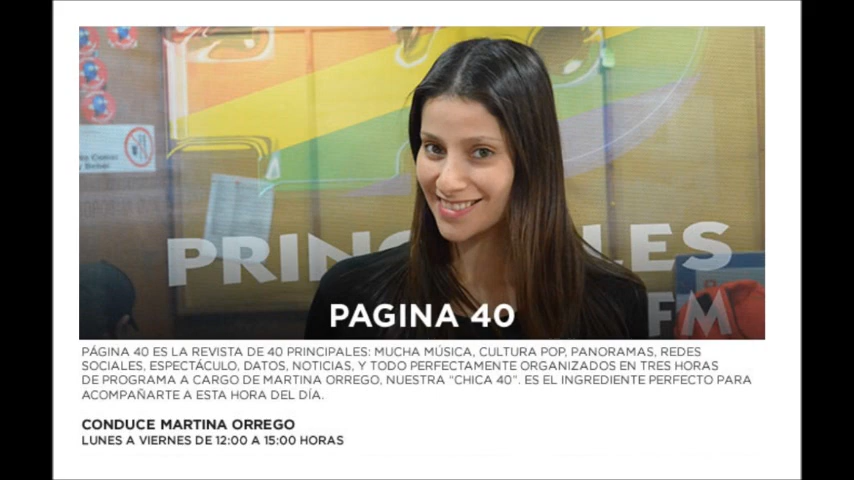 PRINCIPALES
FM
PAGINA 40
PÁGINA 40 ES LA REVISTA DE 40 PRINCIPALES: MUCHA MÚSICA, CULTURA POP, PANORAMAS, REDES
SOCIALES, ESPECTÁCULO, DATOS, NOTICIAS, Y TODO PERFECTAMENTE ORGANIZADOS EN TRES HORAS
DE PROGRAMA A CARGO DE MARTINA ORREGO, NUESTRA "CHICA 40". ES EL INGREDIENTE PERFECTO PARA
ACOMPAÑARTE A ESTA HORA DEL DÍA.
CONDUCE MARTINA ORREGO
LUNES A VIERNES DE 12:00 A 15:00 HORAS